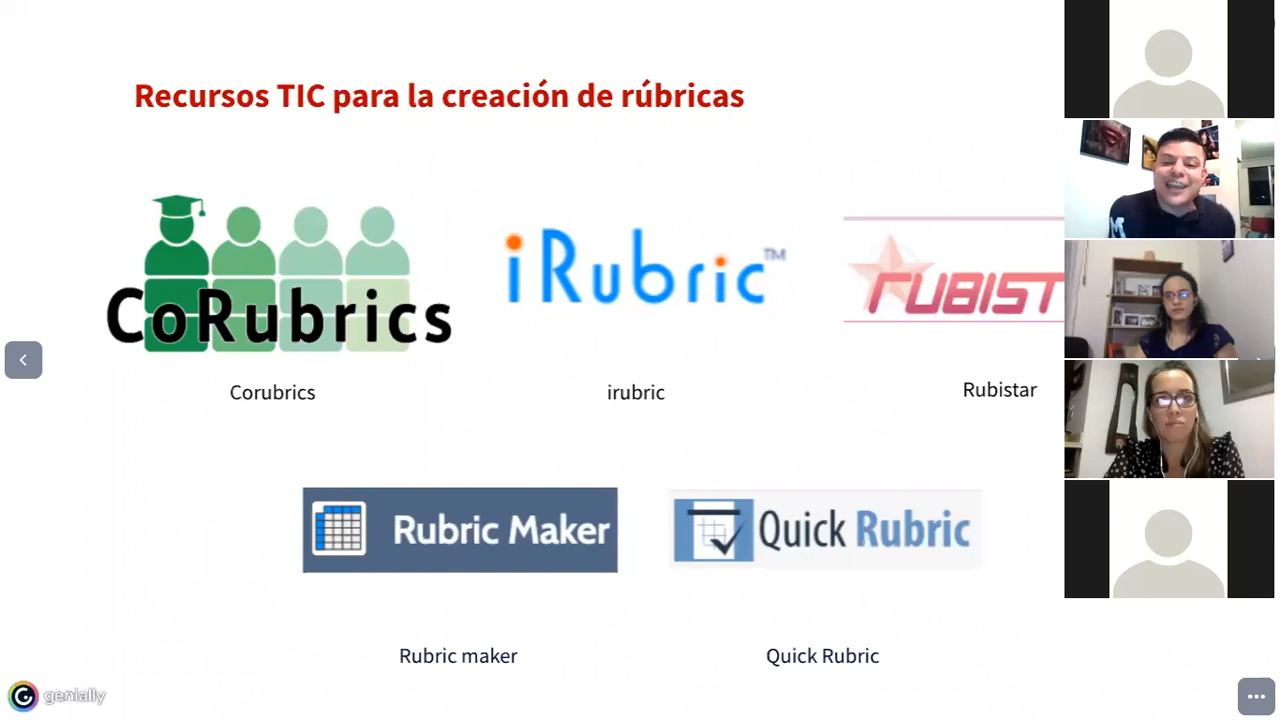 Recursos TIC para la creación de rúbricas
CoRubrics
iRubric™
RUBIST
Corubrics
irubric
Rubistar
Rubric Maker
Quick Rubric
Rubric maker
Quick Rubric
genially